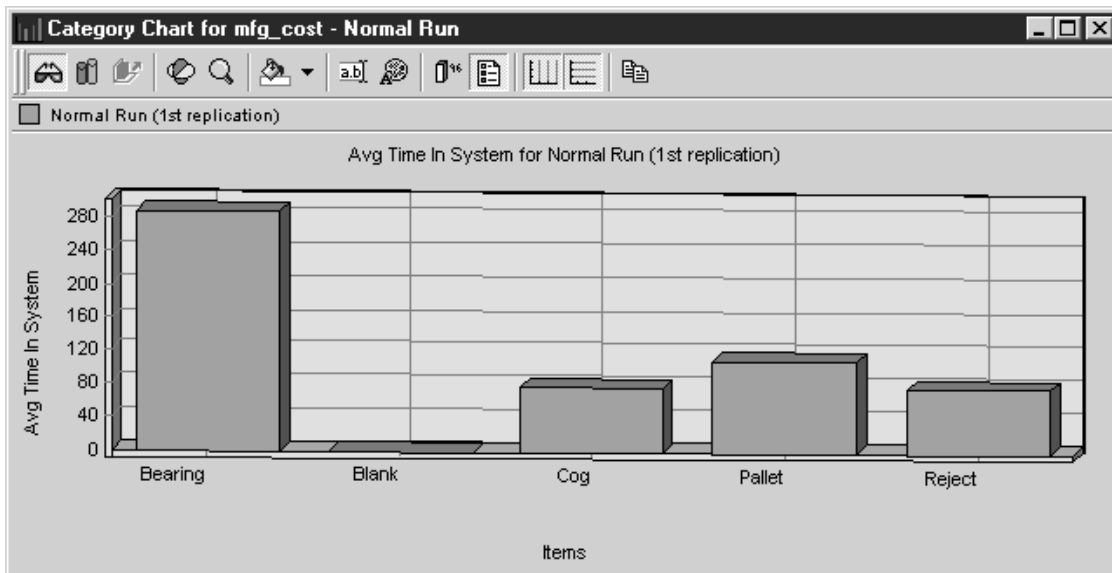 Category Chart for mfg_cost - Normal Run
a.b
A
%
Normal Run (1st replication)
Avg Time In System for Normal Run (1st replication)
Avg Time In System
280
240
200
160
120
80
40
0
Bearing Blank Cog Pallet Reject
Items